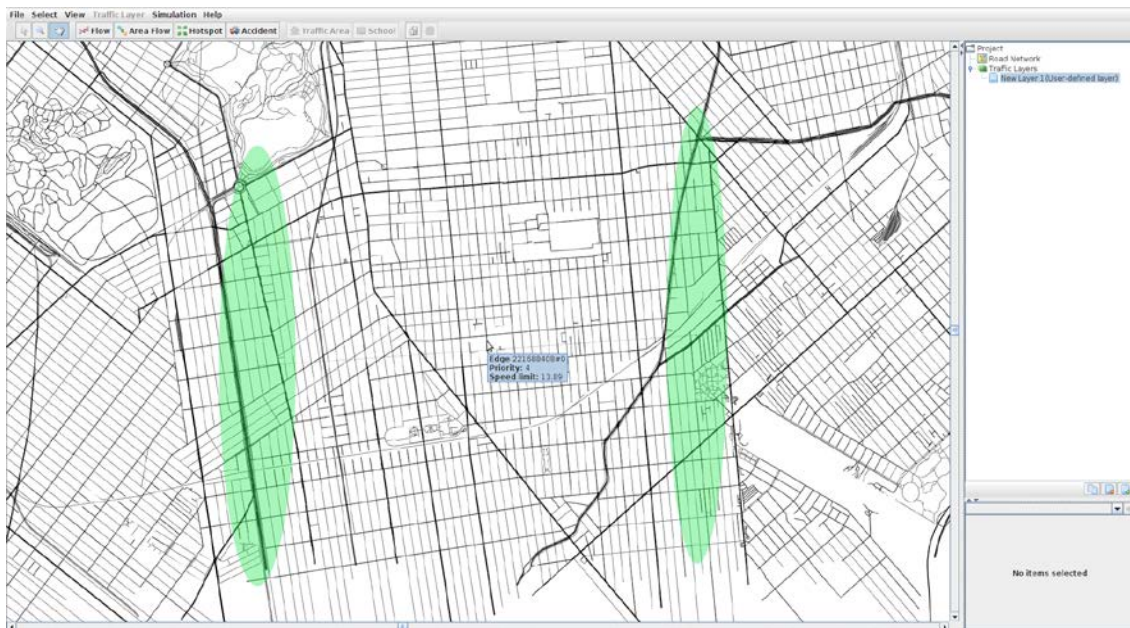 File Select View Traffic Layer Simulation Help
Flow Area Flow Hotspot Accident Traffic Area School
Project
Road Network
Traffic Layers
New Layer 1 (User-defined layer)
Edge 221680408#0
Priority: 4
Speed limit: 13.89
No items selected